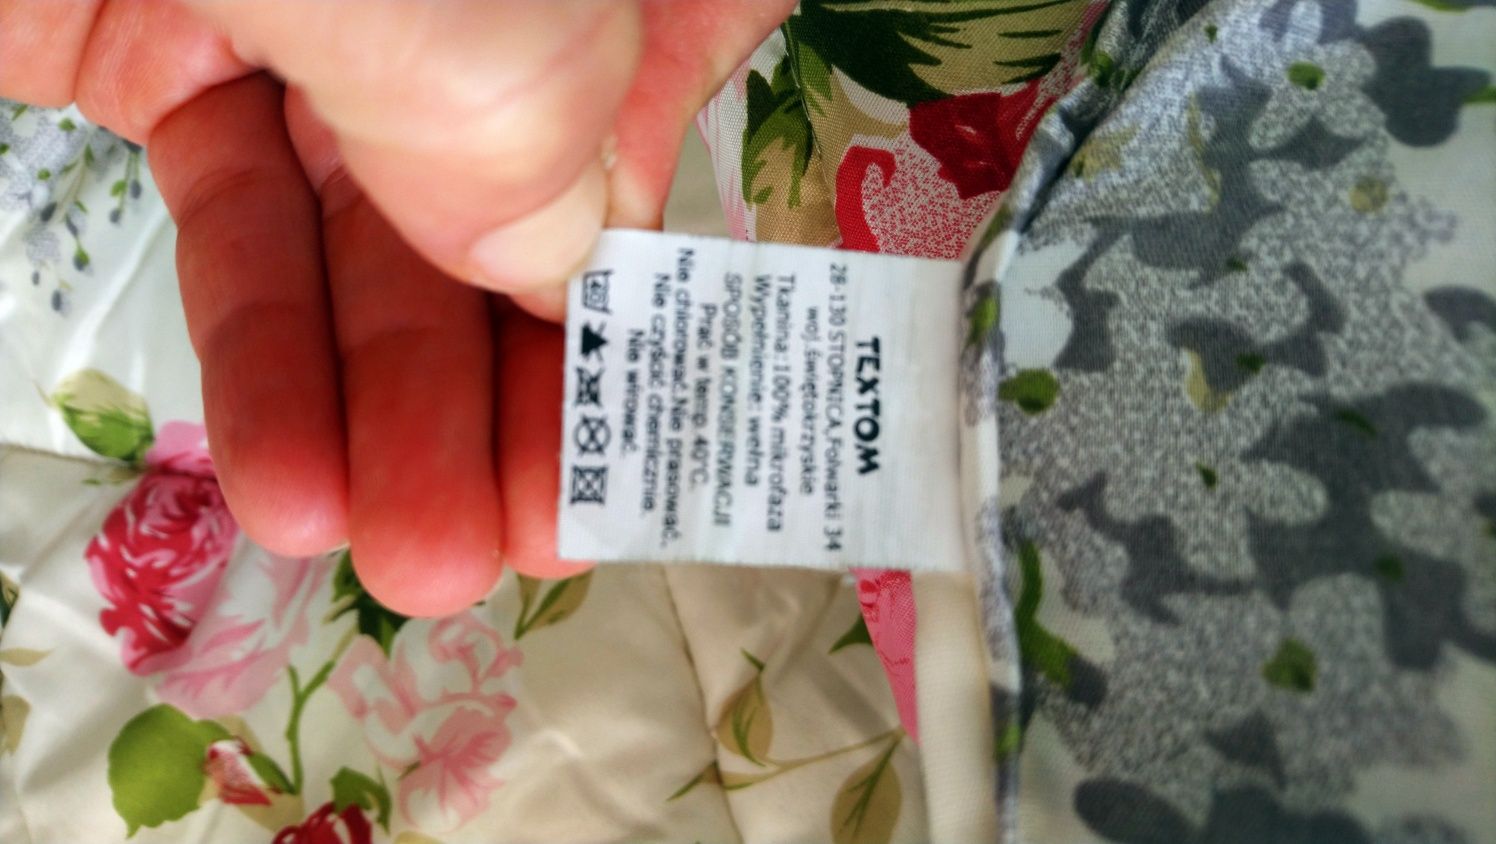 TEXTOM
28-130 STOPNICA,Folwarki 34
woj.świętokrzyskie
Tkanina :100% mikrofaza
Wypełnienie: wełna
SPOSÓB KONSERWACJI
Prać w temp. 40°C.
Nie chlorować.Nie prasować.
Nie czyścić chemicznie.
Nie wirować.